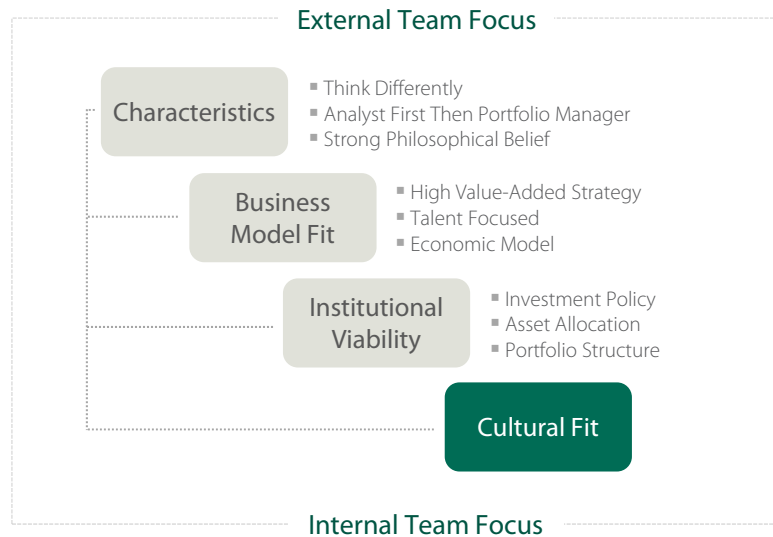 External Team Focus
Characteristics
▪ Think Differently
▪ Analyst First Then Portfolio Manager
▪ Strong Philosophical Belief
Business
Model Fit
▪ High Value-Added Strategy
▪ Talent Focused
▪ Economic Model
Institutional
Viability
▪ Investment Policy
▪ Asset Allocation
▪ Portfolio Structure
Cultural Fit
Internal Team Focus